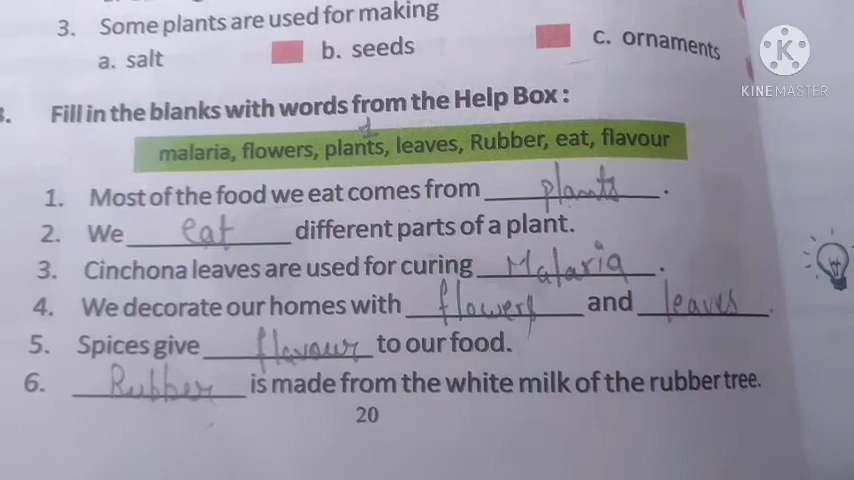 3. Some plants are used for making
a. salt b. seeds c. ornaments
KINEMASTER
Fill in the blanks with words from the Help Box :
malaria, flowers, plants, leaves, Rubber, eat, flavour
1. Most of the food we eat comes from plants.
2. We eat different parts of a plant.
3. Cinchona leaves are used for curing Malaria.
4. We decorate our homes with flowers and leaves.
5. Spices give flavour to our food.
6. Rubber is made from the white milk of the rubber tree.
20